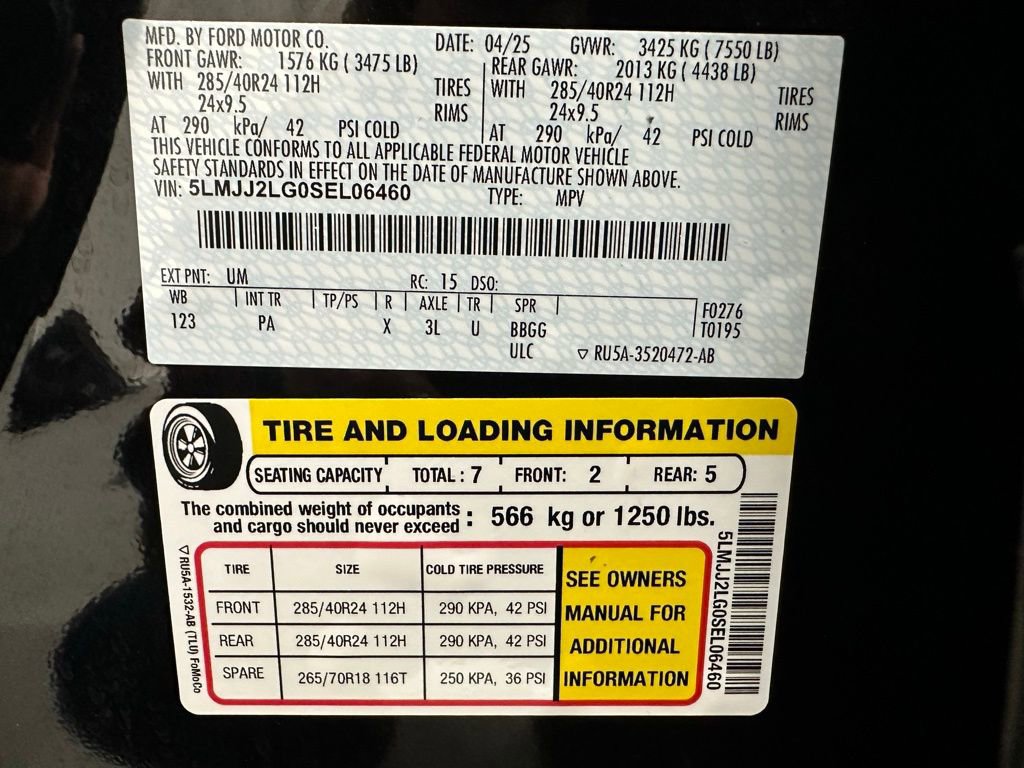 MFD. BY FORD MOTOR CO. DATE: 04/25 GVWR: 3425 KG ( 7550 LB)
FRONT GAWR: 1576 KG ( 3475 LB) REAR GAWR: 2013 KG ( 4438 LB)
WITH 285/40R24 112H TIRES WITH 285/40R24 112H TIRES
24x9.5 RIMS 24x9.5 RIMS
AT 290 kPa/ 42 PSI COLD AT 290 kPa/ 42 PSI COLD
THIS VEHICLE CONFORMS TO ALL APPLICABLE FEDERAL MOTOR VEHICLE
SAFETY STANDARDS IN EFFECT ON THE DATE OF MANUFACTURE SHOWN ABOVE.
VIN: 5LMJJ2LG0SEL06460 TYPE: MPV
EXT PNT: UM RC: 15 DSO:
WB INT TR TP/PS R AXLE TR SPR F0276
123 PA X 3L U BBGG T0195
ULC ▽ RU5A-3520472-AB
TIRE AND LOADING INFORMATION
SEATING CAPACITY TOTAL : 7 FRONT: 2 REAR: 5
The combined weight of occupants
and cargo should never exceed : 566 kg or 1250 lbs.
TIRE SIZE COLD TIRE PRESSURE
FRONT 285/40R24 112H 290 KPA, 42 PSI
REAR 285/40R24 112H 290 KPA, 42 PSI
SPARE 265/70R18 116T 250 KPA, 36 PSI
SEE OWNERS
MANUAL FOR
ADDITIONAL
INFORMATION
▽ RU5A-1532-AB (TLU) FoMoCo
5LMJJ2LG0SEL06460